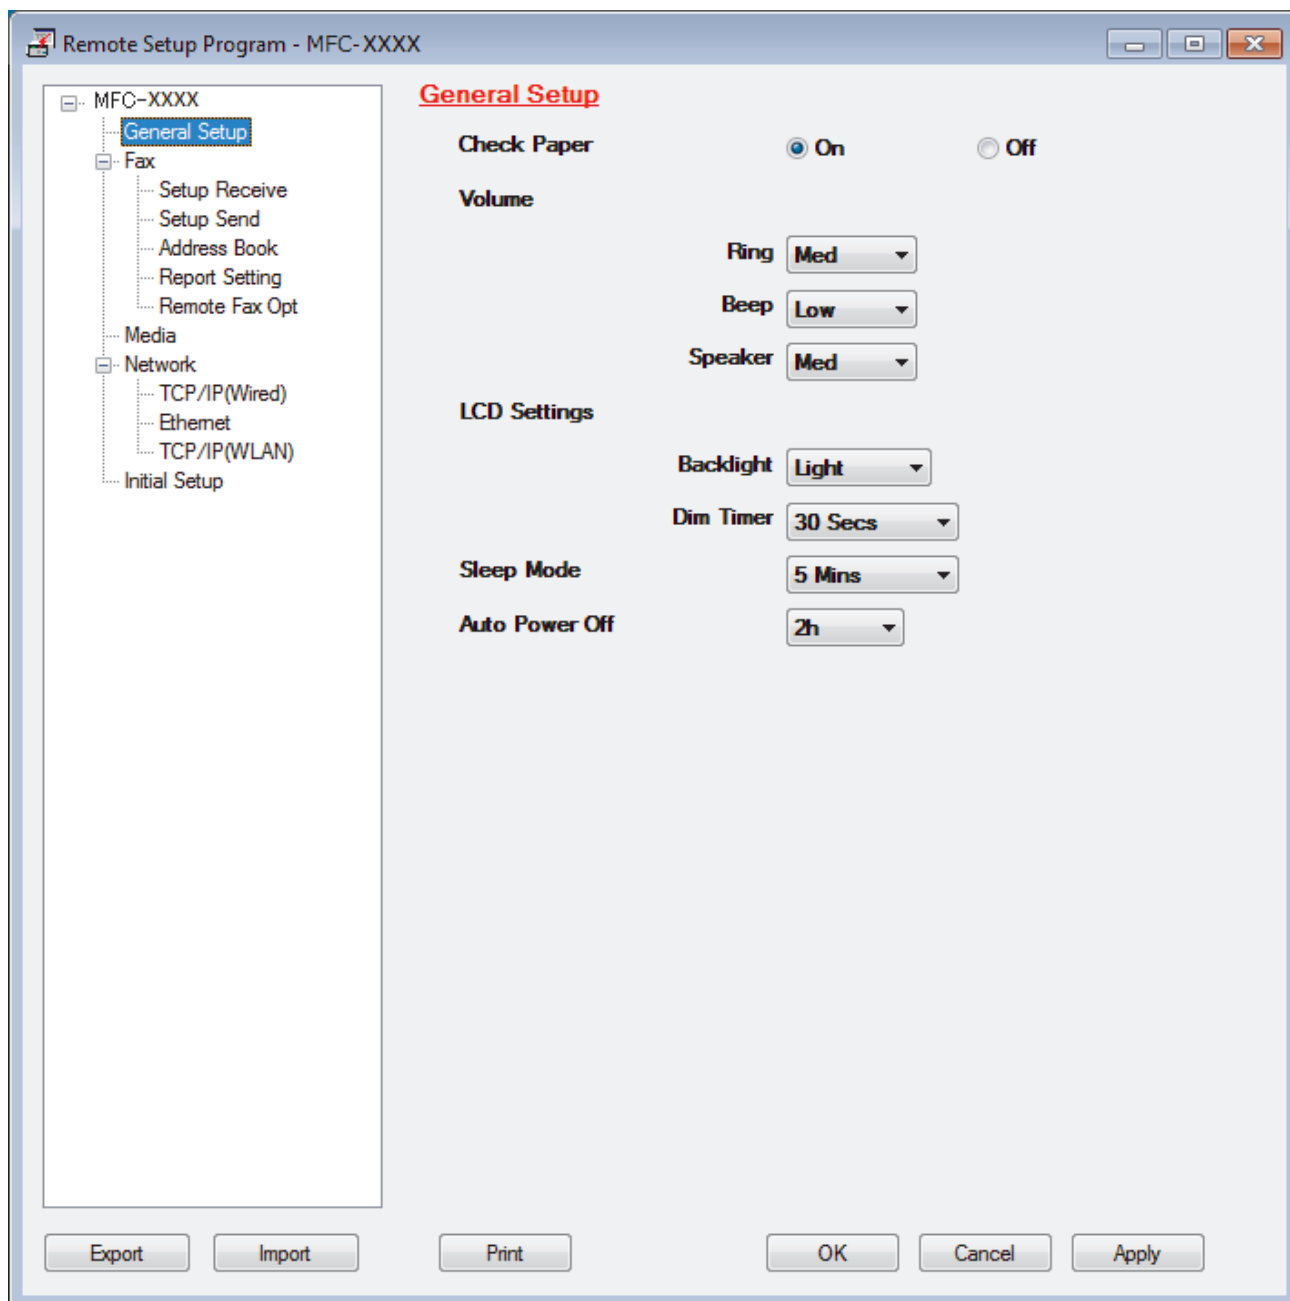 Remote Setup Program - MFC-XXXX
MFC-XXXX
General Setup
Fax
Setup Receive
Setup Send
Address Book
Report Setting
Remote Fax Opt
Media
Network
TCP/IP(Wired)
Ethernet
TCP/IP(WLAN)
Initial Setup
General Setup
Check Paper On Off
Volume
Ring Med
Beep Low
Speaker Med
LCD Settings
Backlight Light
Dim Timer 30 Secs
Sleep Mode 5 Mins
Auto Power Off 2h
Export Import Print OK Cancel Apply